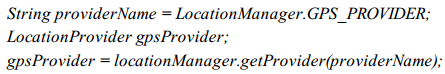 String providerName = LocationManager.GPS_PROVIDER;
LocationProvider gpsProvider;
gpsProvider = locationManager.getProvider(providerName);